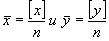 x̄ = [x]/n и ȳ = [y]/n